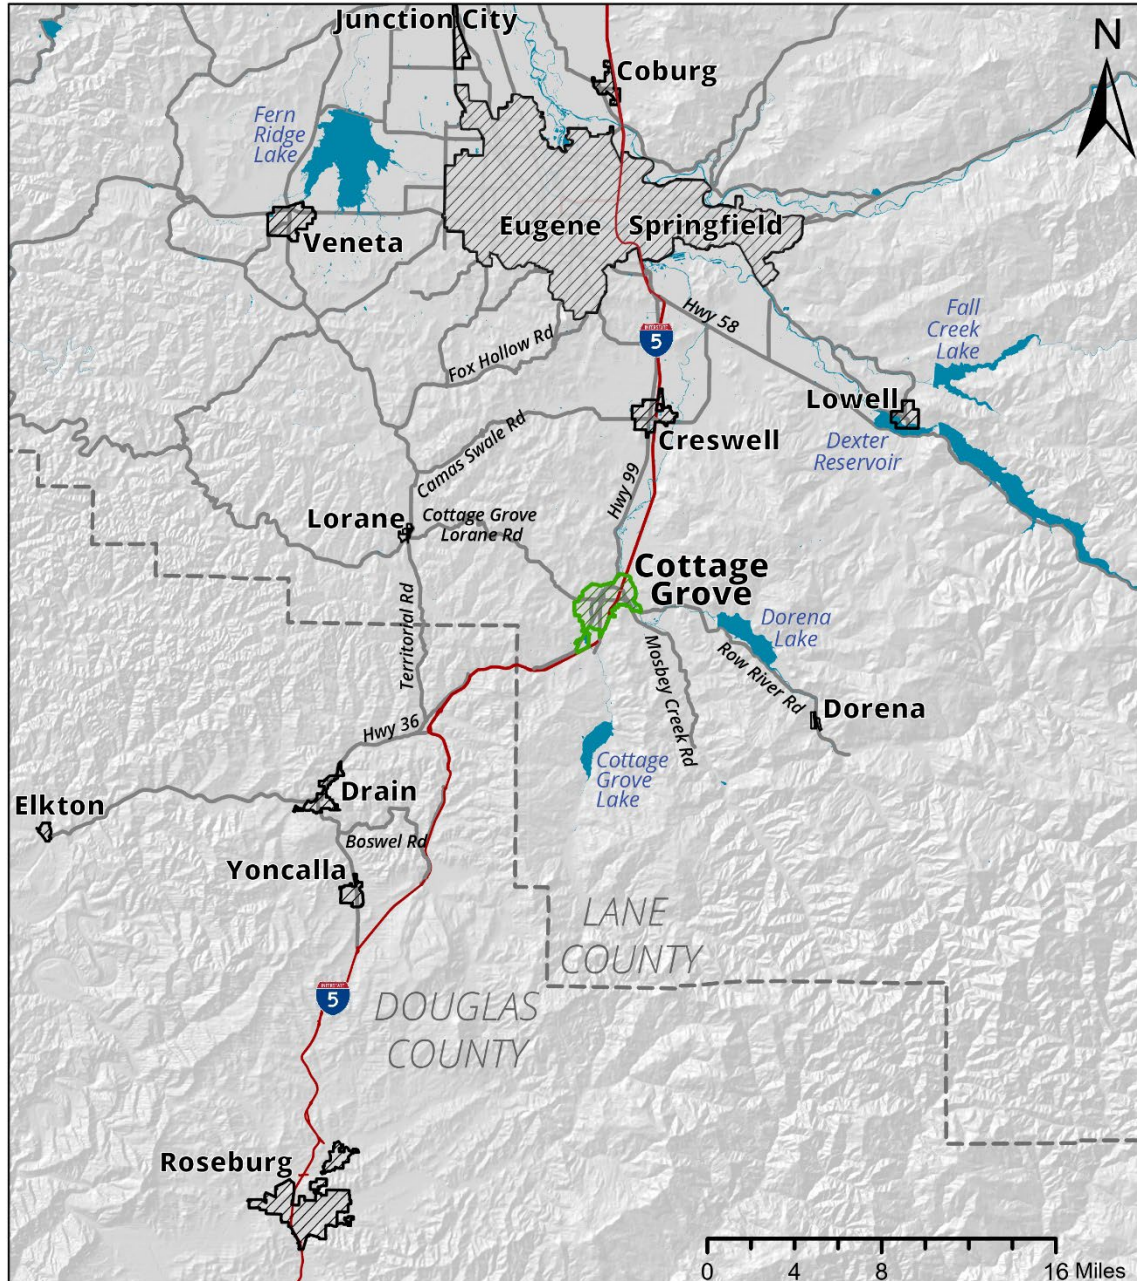 Junction City
N
Coburg
Fern
Ridge
Lake
Eugene
Springfield
Veneta
Hwy 58
Fall
Creek
Lake
INTERSTATE
5
Fox Hollow Rd
Lowell
Creswell
Dexter
Reservoir
Camas Swale Rd
Hwy 99
Lorane
Cottage Grove
Lorane Rd
Cottage
Grove
Dorena
Lake
Territorial Rd
Mosbey Creek Rd
Row River Rd
Dorena
Hwy 36
Cottage
Grove
Lake
Drain
Elkton
Boswel Rd
Yoncalla
LANE
COUNTY
INTERSTATE
5
DOUGLAS
COUNTY
Roseburg
0 4 8 16 Miles